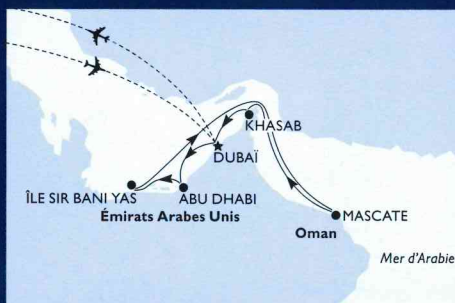 KHASAB
DUBAÏ
ÎLE SIR BANI YAS
ABU DHABI
Émirats Arabes Unis
MASCATE
Oman
Mer d'Arabie